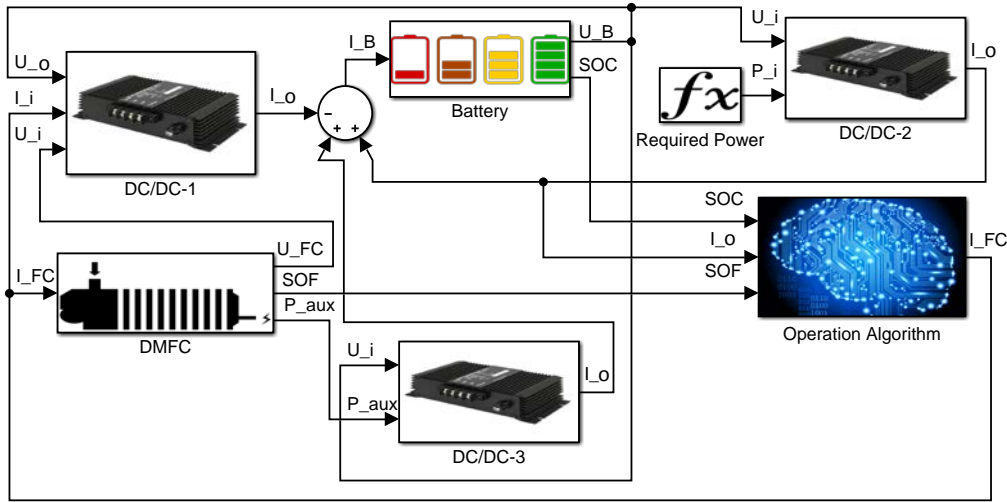 U_i
I_o
I_B
U_B
SOC
U_o
I_i
U_i
I_o
P_i
fx
Battery
Required Power
DC/DC-2
DC/DC-1
−
+ +
SOC
I_o
SOF
I_FC
U_FC
I_FC
SOF
P_aux
DMFC
Operation Algorithm
U_i
I_o
P_aux
DC/DC-3